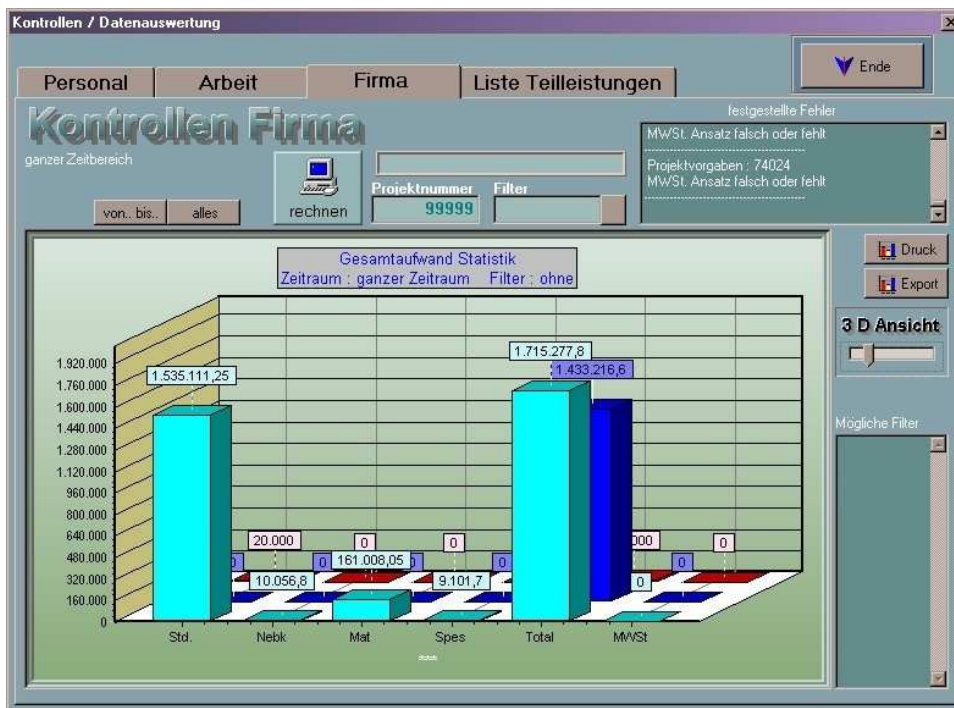 Kontrollen / Datenauswertung
Ende
Personal
Arbeit
Firma
Liste Teilleistungen
Kontrollen Firma
ganzer Zeitbereich
festgestellte Fehler
MWSt. Ansatz falsch oder fehlt
Projektvorgaben : 74024
MWSt. Ansatz falsch oder fehlt
von.. bis..
alles
rechnen
Projektnummer
99999
Filter
Druck
Export
3 D Ansicht
Mögliche Filter
Gesamtaufwand Statistik
Zeitraum : ganzer Zeitraum Filter : ohne
1.920.000
1.760.000
1.600.000
1.440.000
1.280.000
1.120.000
960.000
800.000
640.000
480.000
320.000
160.000
0
1.535.111,25
1.715.277,8
1.433.216,6
20.000
0
0
000
0
0
0
161.008,05
0
0
0
10.056,8
9.101,7
0
Std.
Nebk
Mat
Spes
Total
MWSt